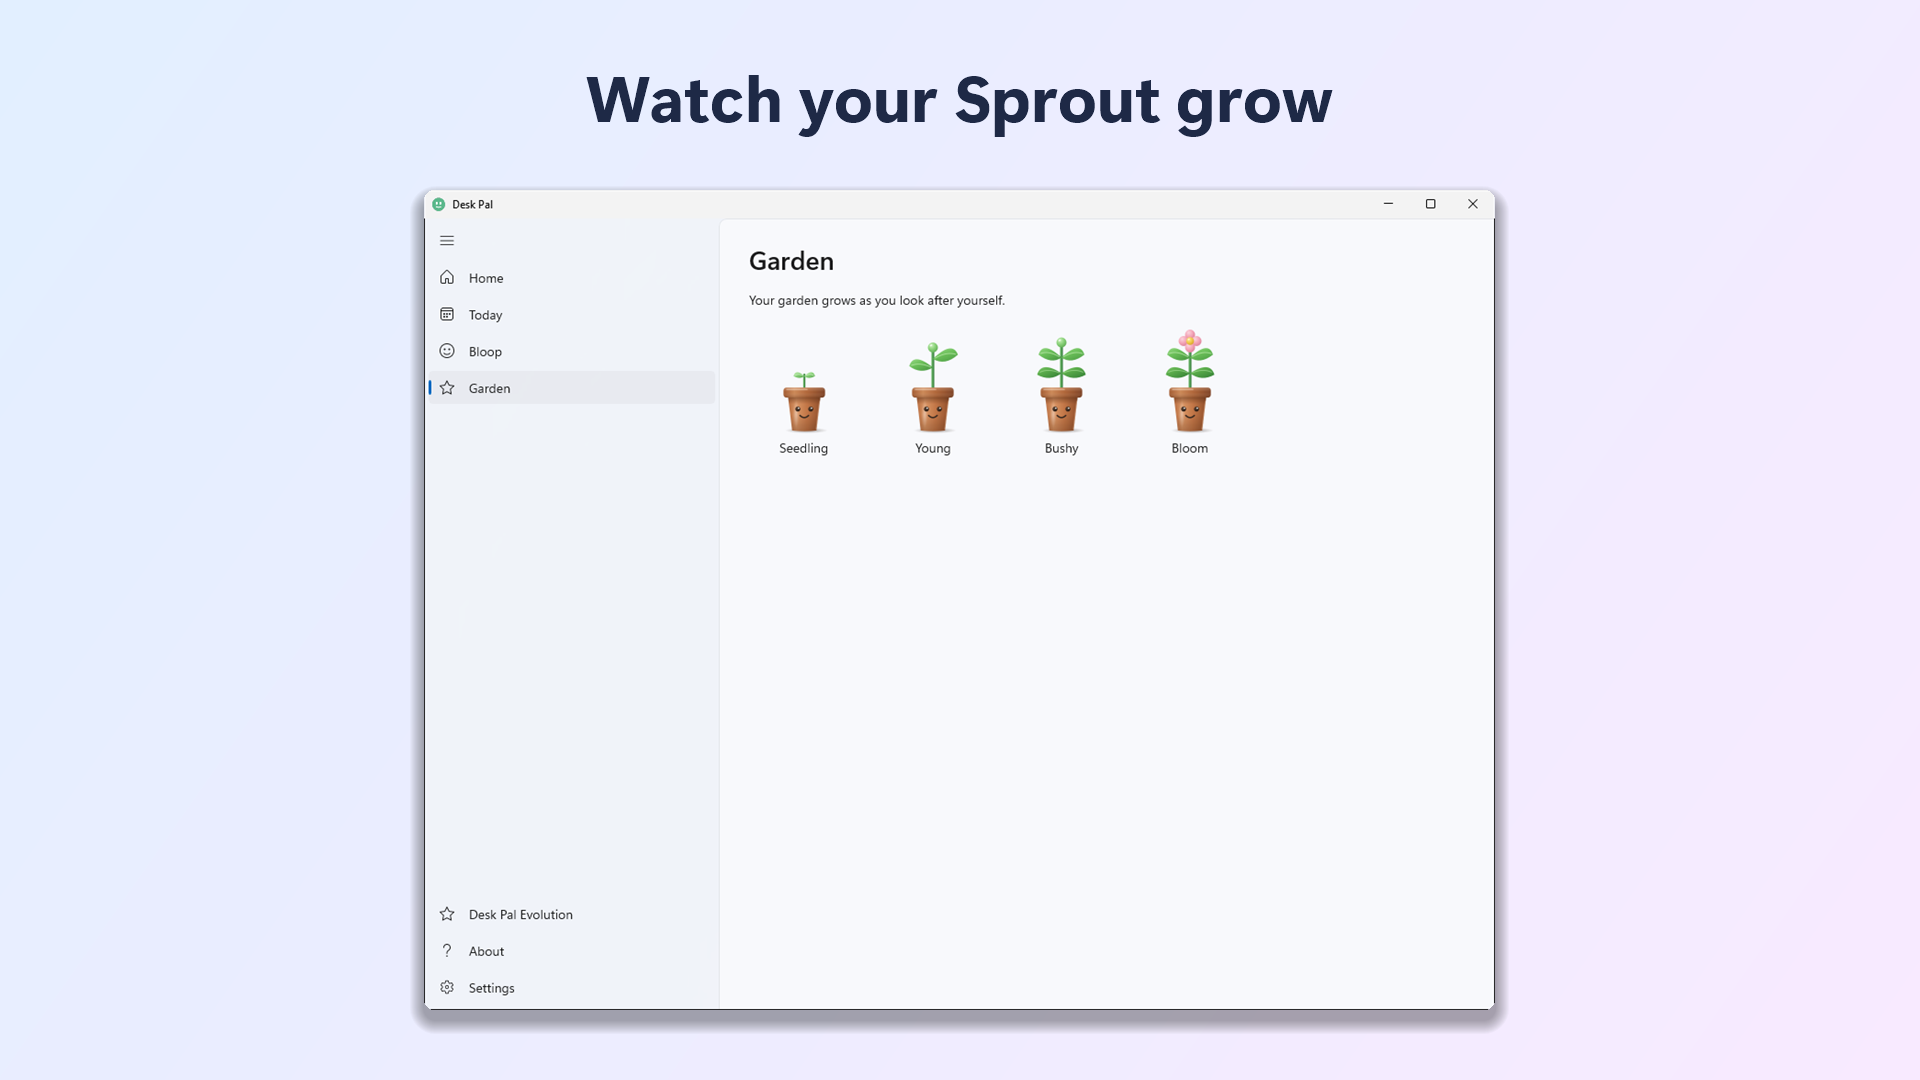 Watch your Sprout grow
Desk Pal
Home
Today
Bloop
Garden
Desk Pal Evolution
About
Settings
Garden
Your garden grows as you look after yourself.
Seedling
Young
Bushy
Bloom